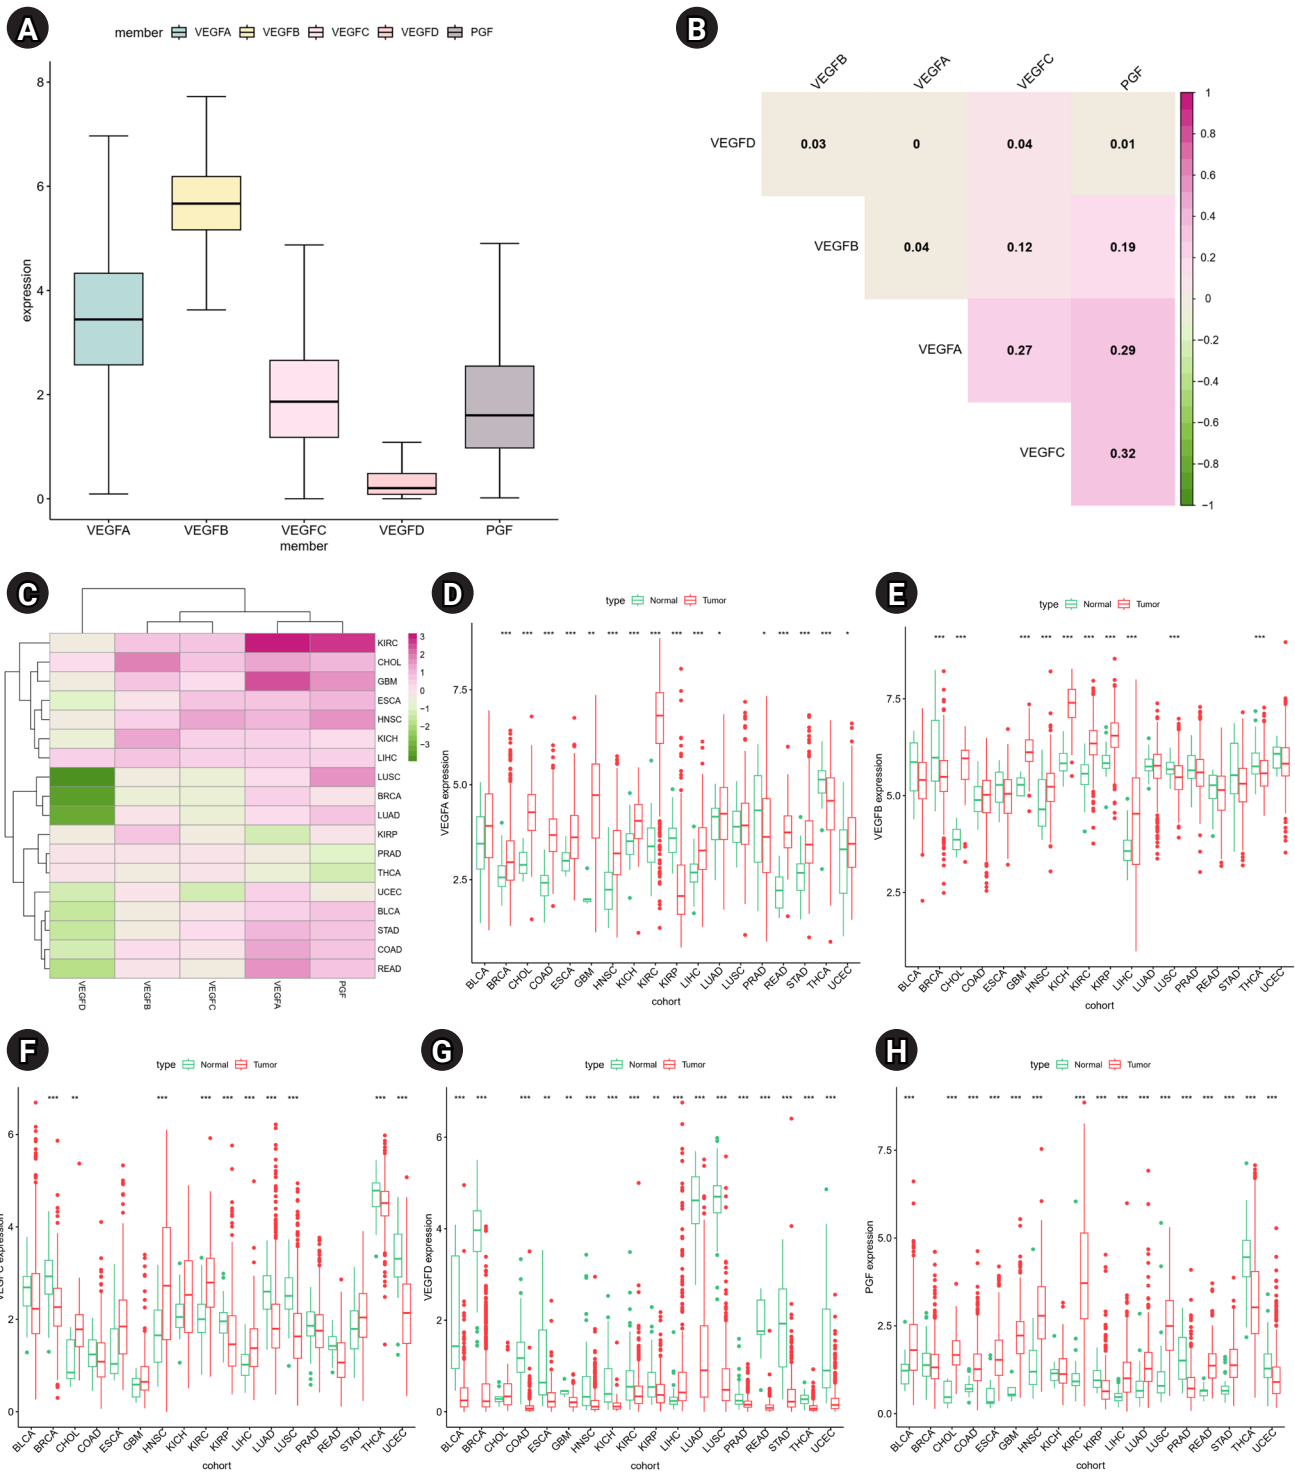 A
member VEGFA VEGFB VEGFC VEGFD PGF
8
6
4
2
0
expression
VEGFA VEGFB VEGFC VEGFD PGF
member
B
VEGFB VEGFA VEGFC PGF
VEGFD 0.03 0 0.04 0.01
VEGFB 0.04 0.12 0.19
VEGFA 0.27 0.29
VEGFC 0.32
1
0.8
0.6
0.4
0.2
0
−0.2
−0.4
−0.6
−0.8
−1
C
KIRC
CHOL
GBM
ESCA
HNSC
KICH
LIHC
LUSC
BRCA
LUAD
KIRP
PRAD
THCA
UCEC
BLCA
STAD
COAD
READ
3
2
1
0
−1
−2
−3
VEGFD VEGFB VEGFC VEGFA PGF
D
type Normal Tumor
*** *** *** *** ** *** *** *** *** *** * * *** *** *** *
7.5
5.0
2.5
VEGFA expression
BLCA BRCA CHOL COAD ESCA GBM HNSC KICH KIRC KIRP LIHC LUAD LUSC PRAD READ STAD THCA UCEC
cohort
E
type Normal Tumor
*** *** *** *** *** *** *** *** *** ***
7.5
5.0
2.5
VEGFB expression
BLCA BRCA CHOL COAD ESCA GBM HNSC KICH KIRC KIRP LIHC LUAD LUSC PRAD READ STAD THCA UCEC
cohort
F
type Normal Tumor
*** ** *** *** *** *** *** *** *** ***
6
4
2
0
expression
BLCA BRCA CHOL COAD ESCA GBM HNSC KICH KIRC KIRP LIHC LUAD LUSC PRAD READ STAD THCA UCEC
cohort
G
type Normal Tumor
*** *** *** ** ** *** *** *** ** *** *** *** *** *** *** *** ***
6
4
2
0
VEGFD expression
BLCA BRCA CHOL COAD ESCA GBM HNSC KICH KIRC KIRP LIHC LUAD LUSC PRAD READ STAD THCA UCEC
cohort
H
type Normal Tumor
*** *** *** *** *** *** *** *** *** *** *** *** *** *** *** ***
7.5
5.0
2.5
0.0
PGF expression
BLCA BRCA CHOL COAD ESCA GBM HNSC KICH KIRC KIRP LIHC LUAD LUSC PRAD READ STAD THCA UCEC
cohort